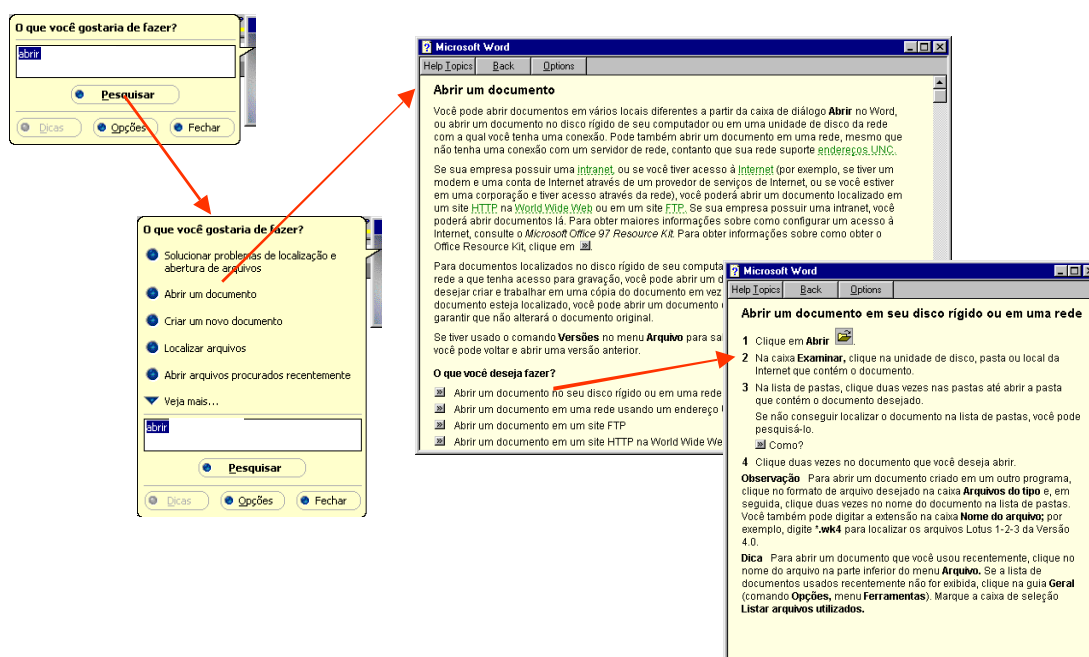 O que você gostaria de fazer?
abrir
Pesquisar
Dicas Opções Fechar
O que você gostaria de fazer?
Solucionar problemas de localização e
abertura de arquivos
Abrir um documento
Criar um novo documento
Localizar arquivos
Abrir arquivos procurados recentemente
Veja mais...
abrir
Pesquisar
Dicas Opções Fechar
Microsoft Word
Help Topics Back Options
Abrir um documento
Você pode abrir documentos em vários locais diferentes a partir da caixa de diálogo Abrir no Word,
ou abrir um documento no disco rígido de seu computador ou em uma unidade de disco da rede
com a qual você tenha uma conexão. Pode também abrir um documento em uma rede, mesmo que
não tenha uma conexão com um servidor de rede, contanto que sua rede suporte endereços UNC.
Se sua empresa possuir uma intranet, ou se você tiver acesso à Internet (por exemplo, se tiver um
modem e uma conta de Internet através de um provedor de serviços de Internet, ou se você estiver
em uma corporação e tiver acesso através da rede), você poderá abrir um documento localizado em
um site HTTP na World Wide Web ou em um site FTP. Se sua empresa possuir uma intranet, você
poderá abrir documentos lá. Para obter maiores informações sobre como configurar um acesso à
Internet, consulte o Microsoft Office 97 Resource Kit. Para obter informações sobre como obter o
Office Resource Kit, clique em .
Para documentos localizados no disco rígido de seu computa
rede a que tenha acesso para gravação, você pode abrir um d
desejar criar e trabalhar em uma cópia do documento em vez
documento esteja localizado, você pode abrir um documento
garantir que não alterará o documento original.
Se tiver usado o comando Versões no menu Arquivo para sal
você pode voltar e abrir uma versão anterior.
O que você deseja fazer?
Abrir um documento no seu disco rígido ou em uma rede
Abrir um documento em uma rede usando um endereço
Abrir um documento em um site FTP
Abrir um documento em um site HTTP na World Wide We
Microsoft Word
Help Topics Back Options
Abrir um documento em seu disco rígido ou em uma rede
1 Clique em Abrir .
2 Na caixa Examinar, clique na unidade de disco, pasta ou local da
Internet que contém o documento.
3 Na lista de pastas, clique duas vezes nas pastas até abrir a pasta
que contém o documento desejado.
Se não conseguir localizar o documento na lista de pastas, você pode
pesquisá-lo.
Como?
4 Clique duas vezes no documento que você deseja abrir.
Observação Para abrir um documento criado em um outro programa,
clique no formato de arquivo desejado na caixa Arquivos do tipo e, em
seguida, clique duas vezes no nome do documento na lista de pastas.
Você também pode digitar a extensão na caixa Nome do arquivo; por
exemplo, digite *.wk4 para localizar os arquivos Lotus 1-2-3 da Versão
4.0.
Dica Para abrir um documento que você usou recentemente, clique no
nome do arquivo na parte inferior do menu Arquivo. Se a lista de
documentos usados recentemente não for exibida, clique na guia Geral
(comando Opções, menu Ferramentas). Marque a caixa de seleção
Listar arquivos utilizados.